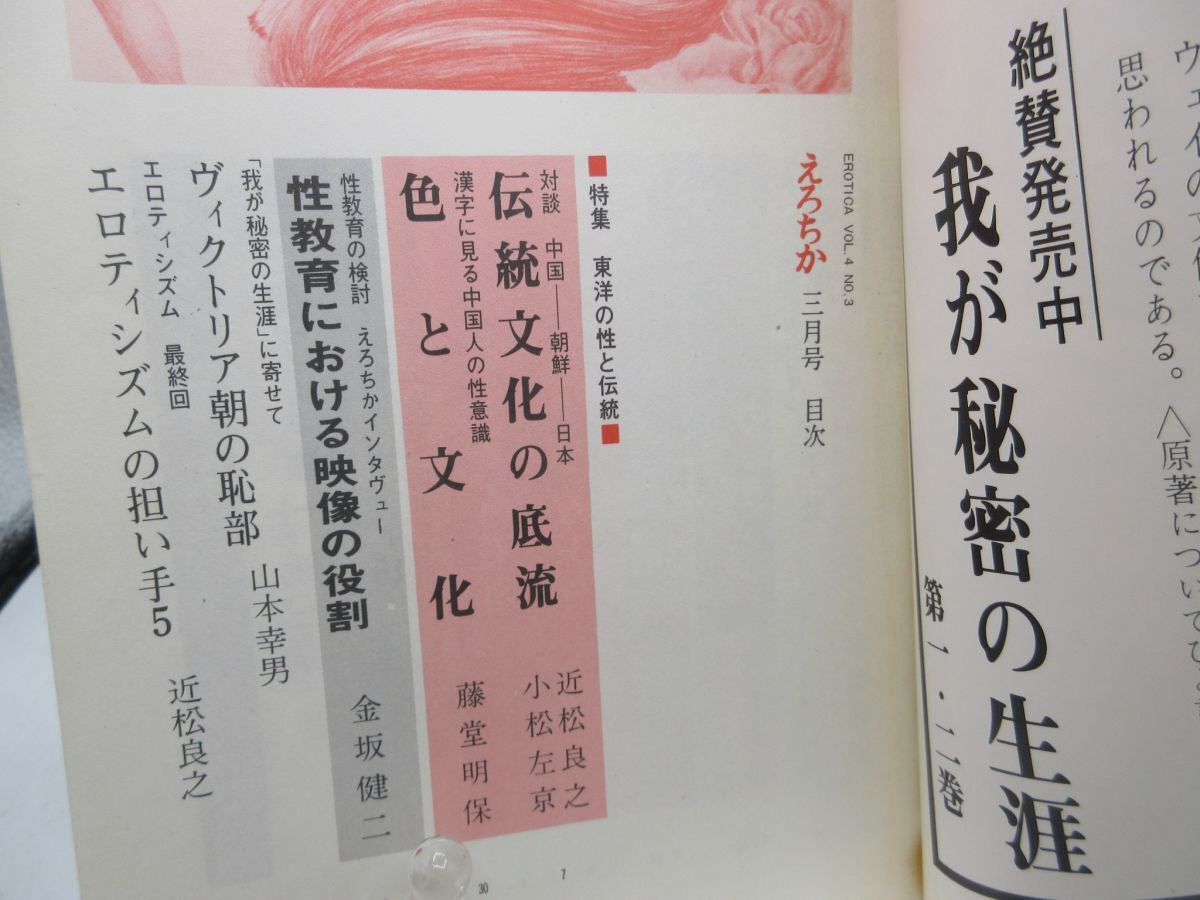 思われるのである。〈原著について
絶賛発売中
我が秘密の生涯
第一・二巻
EROTICA VOL.4 NO.3
えろちか 三月号 目次
■特集 東洋の性と伝統■
対談 中国――朝鮮――日本
伝統文化の底流
近松良之
小松左京
漢字に見る中国人の性意識
色と文化
藤堂明保
性教育の検討 えろちかインタヴュー
性教育における映像の役割
金坂健二
「我が秘密の生涯」に寄せて
ヴィクトリア朝の恥部
山本幸男
エロティシズム 最終回
エロティシズムの担い手5
近松良之
7
30